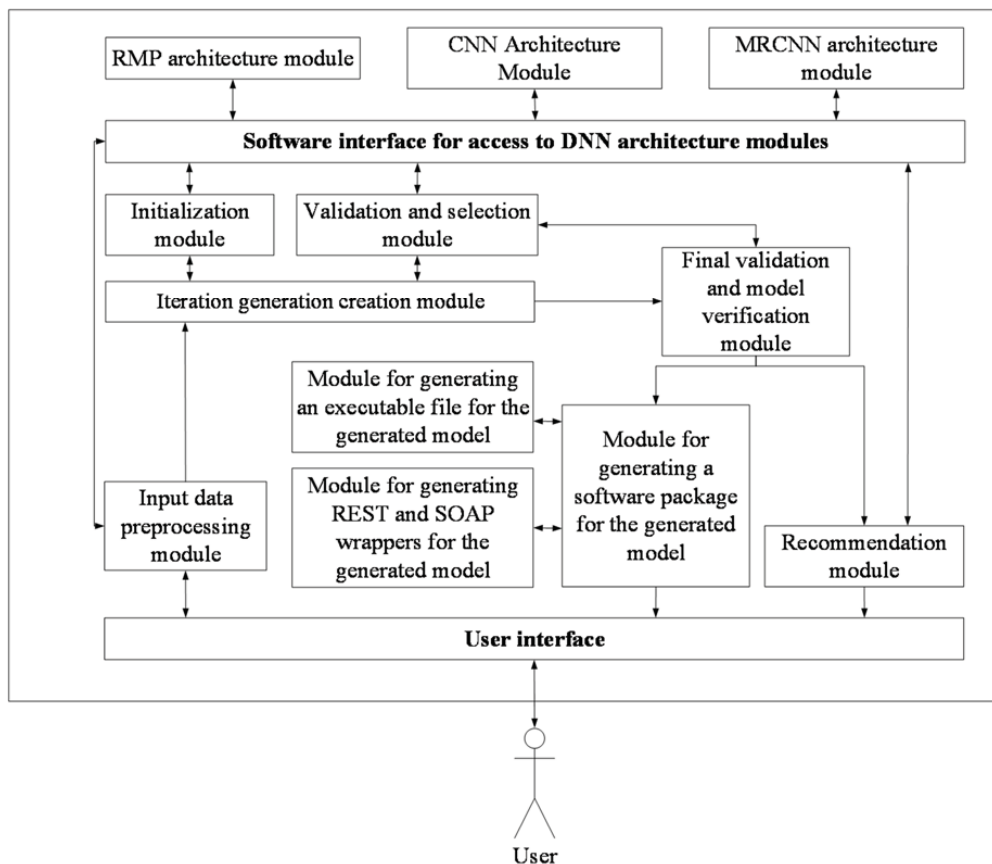 RMP architecture module
CNN Architecture
Module
MRCNN architecture
module
Software interface for access to DNN architecture modules
Initialization
module
Validation and selection
module
Final validation
and model
verification
module
Iteration generation creation module
Module for generating
an executable file for the
generated model
Module for
generating a
software package
for the generated
model
Input data
preprocessing
module
Module for generating
REST and SOAP
wrappers for the
generated model
Recommendation
module
User interface
User